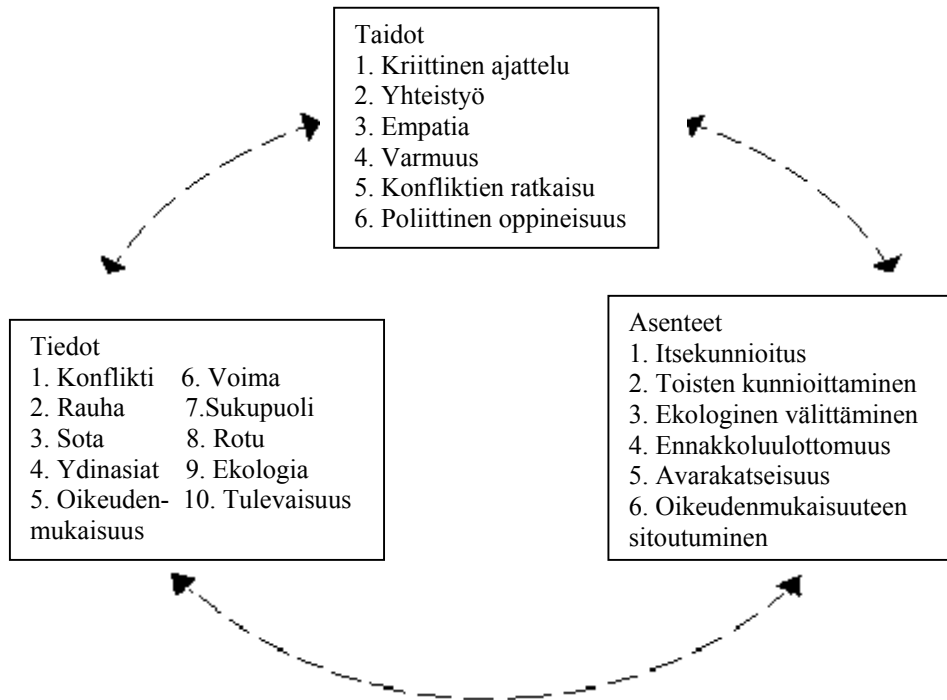 Taidot
1. Kriittinen ajattelu
2. Yhteistyö
3. Empatia
4. Varmuus
5. Konfliktien ratkaisu
6. Poliittinen oppineisuus
Tiedot
1. Konflikti 6. Voima
2. Rauha 7.Sukupuoli
3. Sota 8. Rotu
4. Ydinasiat 9. Ekologia
5. Oikeuden- 10. Tulevaisuus
mukaisuus
Asenteet
1. Itsekunnioitus
2. Toisten kunnioittaminen
3. Ekologinen välittäminen
4. Ennakkoluulottomuus
5. Avarakatseisuus
6. Oikeudenmukaisuuteen
sitoutuminen